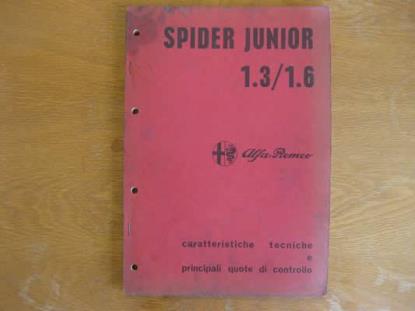 SPIDER JUNIOR
1.3/1.6
Alfa-Romeo
caratteristiche tecniche
e
principali quote di controllo